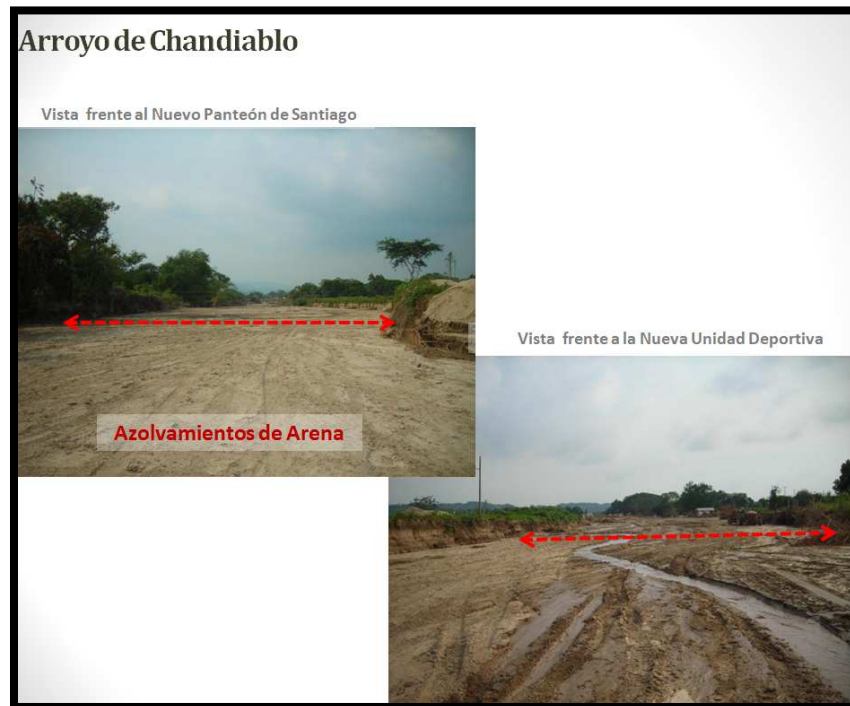 Arroyo de Chandiablo
Vista frente al Nuevo Panteón de Santiago
Azolvamientos de Arena
Vista frente a la Nueva Unidad Deportiva